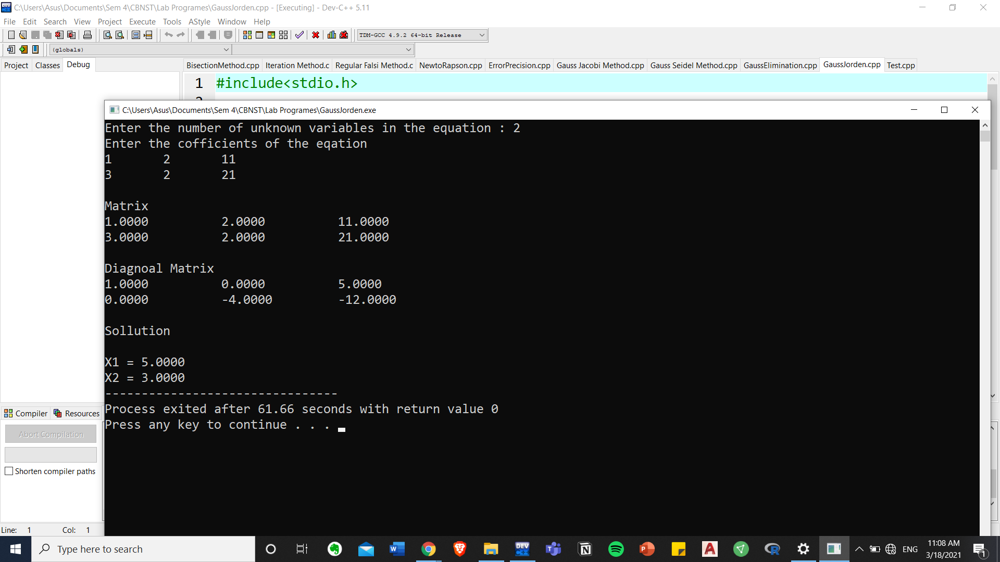 C:\Users\Asus\Documents\Sem 4\CBNST\Lab Programes\GaussJorden.cpp - [Executing] - Dev-C++ 5.11
File Edit Search View Project Execute Tools AStyle Window Help
TDM-GCC 4.9.2 64-bit Release
(globals)
Project Classes Debug
BisectionMethod.cpp Iteration Method.c Regular Falsi Method.c NewtoRapson.cpp ErrorPrecision.cpp Gauss Jacobi Method.cpp Gauss Seidel Method.cpp GaussElimination.cpp GaussJorden.cpp Test.cpp
1 #include<stdio.h>
C:\Users\Asus\Documents\Sem 4\CBNST\Lab Programes\GaussJorden.exe
Enter the number of unknown variables in the equation : 2
Enter the cofficients of the eqation
1 2 11
3 2 21
Matrix
1.0000 2.0000 11.0000
3.0000 2.0000 21.0000
Diagnoal Matrix
1.0000 0.0000 5.0000
0.0000 -4.0000 -12.0000
Sollution
X1 = 5.0000
X2 = 3.0000
--------------------------------
Process exited after 61.66 seconds with return value 0
Press any key to continue . . .
Compiler Resources
Abort Compilation
Shorten compiler paths
Line: 1 Col: 1
Type here to search
DEV
ENG
11:08 AM
3/18/2021
1